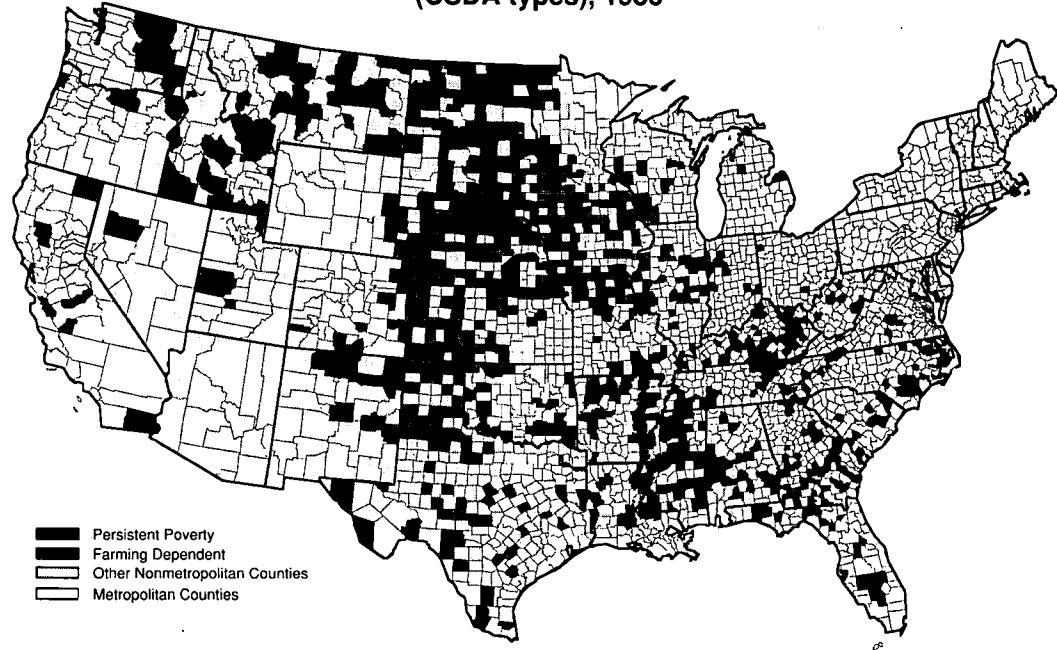 (USDA types), 1986
Persistent Poverty
Farming Dependent
Other Nonmetropolitan Counties
Metropolitan Counties